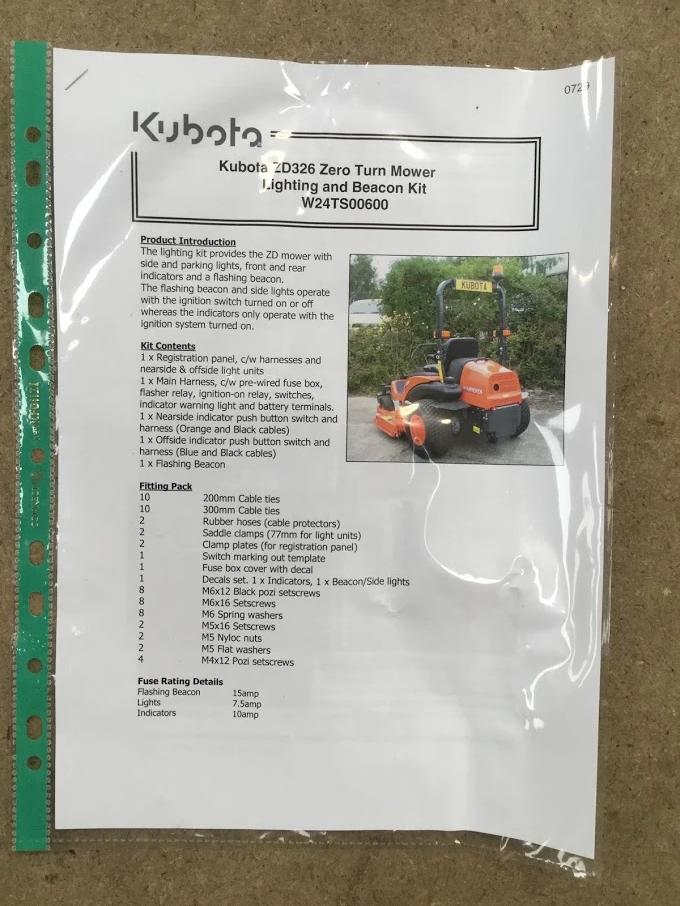 0729
Kubota
Kubota ZD326 Zero Turn Mower
Lighting and Beacon Kit
W24TS00600
Product Introduction
The lighting kit provides the ZD mower with
side and parking lights, front and rear
indicators and a flashing beacon.
The flashing beacon and side lights operate
with the ignition switch turned on or off
whereas the indicators only operate with the
ignition system turned on.
KUBOTA
Kit Contents
1 x Registration panel, c/w harnesses and
nearside & offside light units
1 x Main Harness, c/w pre-wired fuse box,
flasher relay, ignition-on relay, switches,
indicator warning light and battery terminals.
1 x Nearside indicator push button switch and
harness (Orange and Black cables)
1 x Offside indicator push button switch and
harness (Blue and Black cables)
1 x Flashing Beacon
Fitting Pack
10 200mm Cable ties
10 300mm Cable ties
2 Rubber hoses (cable protectors)
2 Saddle clamps (77mm for light units)
2 Clamp plates (for registration panel)
1 Switch marking out template
1 Fuse box cover with decal
1 Decals set. 1 x Indicators, 1 x Beacon/Side lights
8 M6x12 Black pozi setscrews
8 M6x16 Setscrews
8 M6 Spring washers
2 M5x16 Setscrews
2 M5 Nyloc nuts
2 M5 Flat washers
4 M4x12 Pozi setscrews
Fuse Rating Details
Flashing Beacon 15amp
Lights 7.5amp
Indicators 10amp